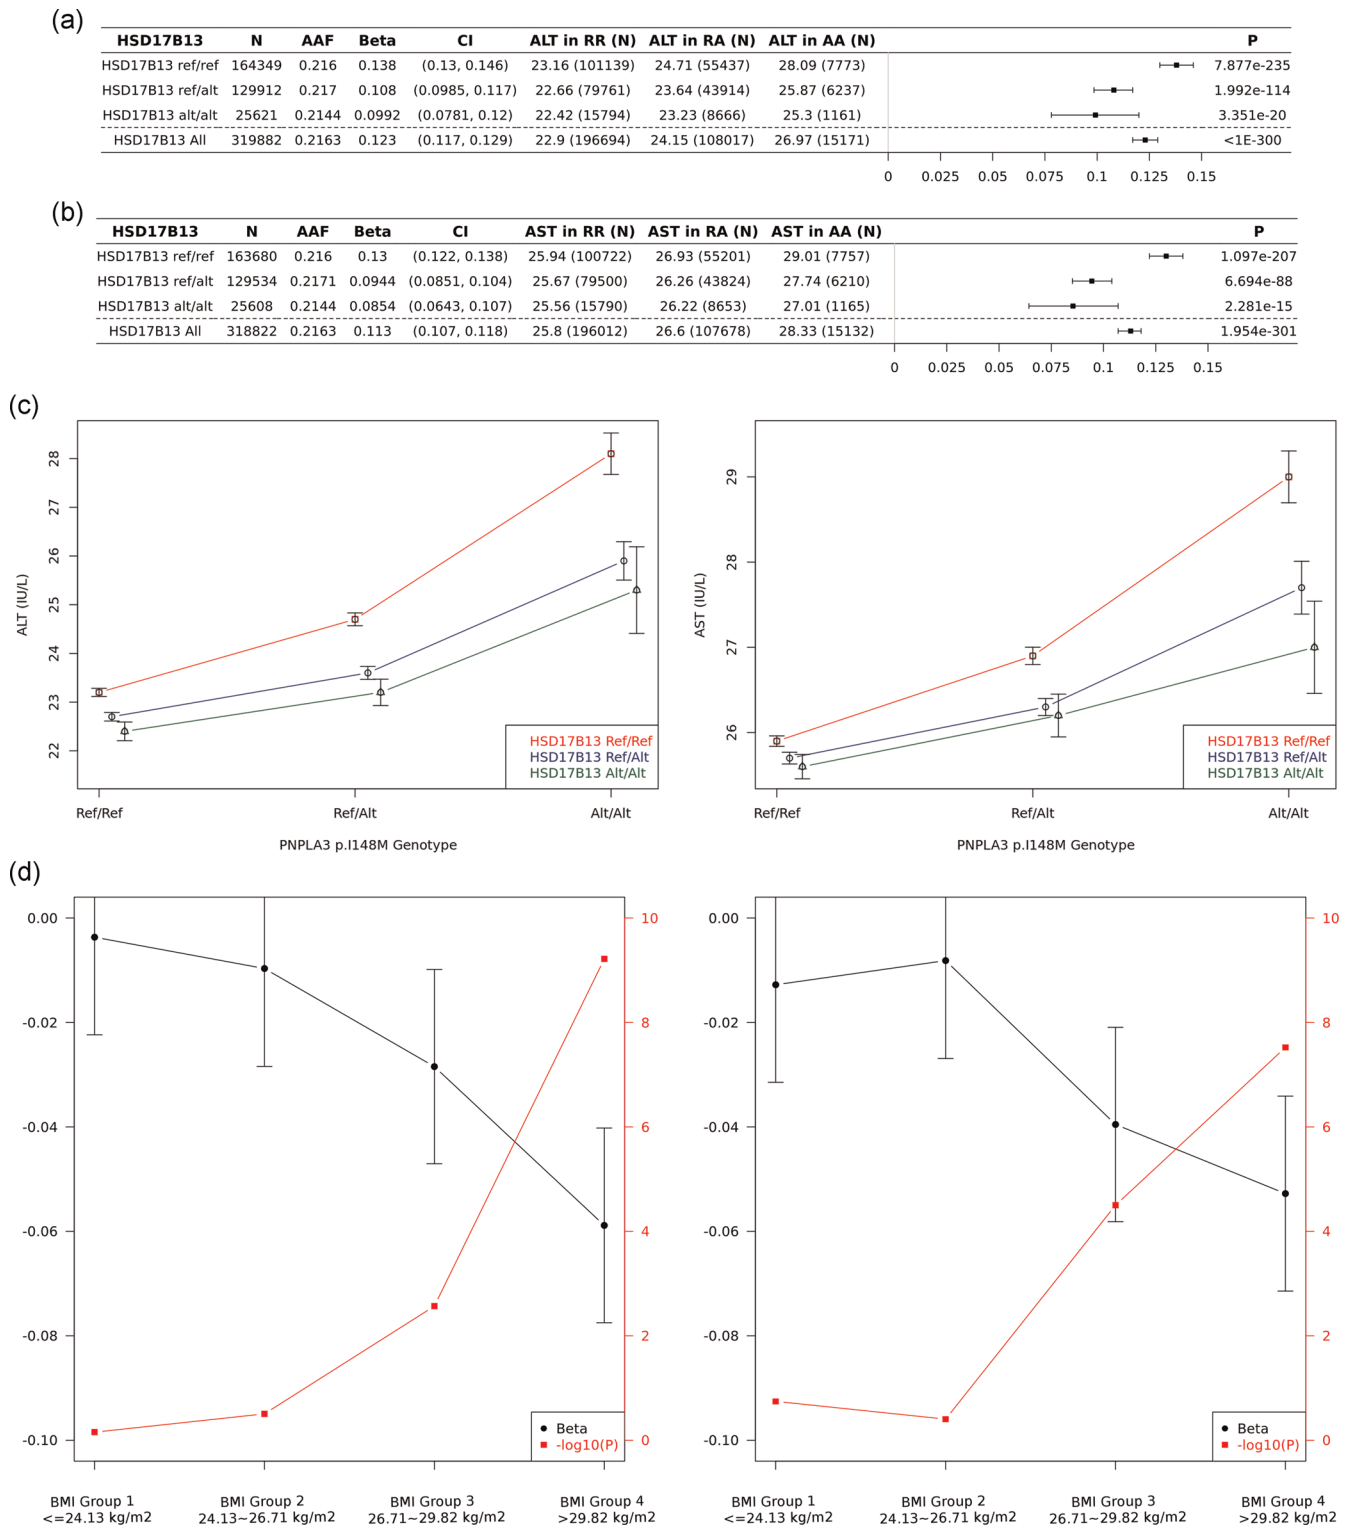 (a)
HSD17B13 N AAF Beta CI ALT in RR (N) ALT in RA (N) ALT in AA (N) P
HSD17B13 ref/ref 164349 0.216 0.138 (0.13, 0.146) 23.16 (101139) 24.71 (55437) 28.09 (7773) 7.877e-235
HSD17B13 ref/alt 129912 0.217 0.108 (0.0985, 0.117) 22.66 (79761) 23.64 (43914) 25.87 (6237) 1.992e-114
HSD17B13 alt/alt 25621 0.2144 0.0992 (0.0781, 0.12) 22.42 (15794) 23.23 (8666) 25.3 (1161) 3.351e-20
HSD17B13 All 319882 0.2163 0.123 (0.117, 0.129) 22.9 (196694) 24.15 (108017) 26.97 (15171) <1E-300
0 0.025 0.05 0.075 0.1 0.125 0.15
(b)
HSD17B13 N AAF Beta CI AST in RR (N) AST in RA (N) AST in AA (N) P
HSD17B13 ref/ref 163680 0.216 0.13 (0.122, 0.138) 25.94 (100722) 26.93 (55201) 29.01 (7757) 1.097e-207
HSD17B13 ref/alt 129534 0.2171 0.0944 (0.0851, 0.104) 25.67 (79500) 26.26 (43824) 27.74 (6210) 6.694e-88
HSD17B13 alt/alt 25608 0.2144 0.0854 (0.0643, 0.107) 25.56 (15790) 26.22 (8653) 27.01 (1165) 2.281e-15
HSD17B13 All 318822 0.2163 0.113 (0.107, 0.118) 25.8 (196012) 26.6 (107678) 28.33 (15132) 1.954e-301
0 0.025 0.05 0.075 0.1 0.125 0.15
(c)
ALT (IU/L)
28
27
26
25
24
23
22
HSD17B13 Ref/Ref
HSD17B13 Ref/Alt
HSD17B13 Alt/Alt
Ref/Ref Ref/Alt Alt/Alt
PNPLA3 p.I148M Genotype
AST (IU/L)
29
28
27
26
HSD17B13 Ref/Ref
HSD17B13 Ref/Alt
HSD17B13 Alt/Alt
Ref/Ref Ref/Alt Alt/Alt
PNPLA3 p.I148M Genotype
(d)
0.00 10
-0.02 8
-0.04 6
-0.06 4
-0.08 2
-0.10 0
Beta
-log10(P)
BMI Group 1 BMI Group 2 BMI Group 3 BMI Group 4
<=24.13 kg/m2 24.13~26.71 kg/m2 26.71~29.82 kg/m2 >29.82 kg/m2
0.00 10
-0.02 8
-0.04 6
-0.06 4
-0.08 2
-0.10 0
Beta
-log10(P)
BMI Group 1 BMI Group 2 BMI Group 3 BMI Group 4
<=24.13 kg/m2 24.13~26.71 kg/m2 26.71~29.82 kg/m2 >29.82 kg/m2